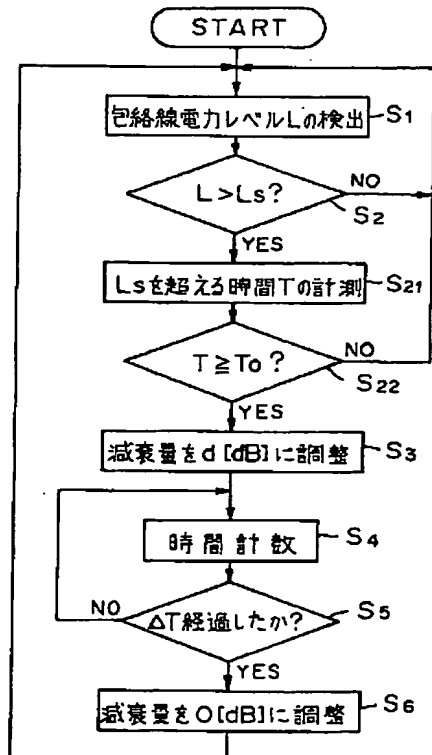 START
包絡線電力レベルLの検出 S1
L>Ls? NO
S2
YES
Lsを超える時間Tの計測 S21
T≧To? NO
S22
YES
減衰量をd[dB]に調整 S3
時間計数 S4
NO ΔT経過したか? S5
YES
減衰量を0[dB]に調整 S6